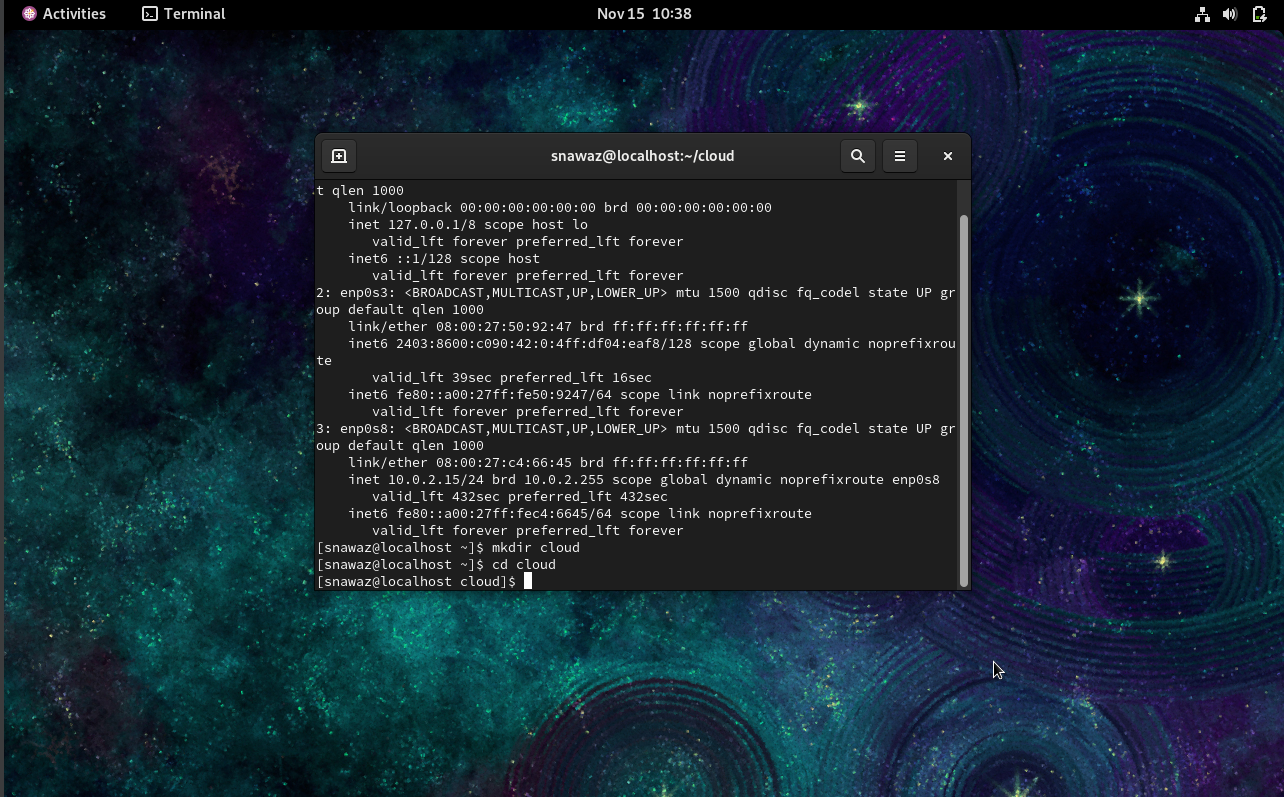 Activities
Terminal
Nov 15 10:38
snawaz@localhost:~/cloud
t qlen 1000
link/loopback 00:00:00:00:00:00 brd 00:00:00:00:00:00
inet 127.0.0.1/8 scope host lo
valid_lft forever preferred_lft forever
inet6 ::1/128 scope host
valid_lft forever preferred_lft forever
2: enp0s3: <BROADCAST,MULTICAST,UP,LOWER_UP> mtu 1500 qdisc fq_codel state UP gr
oup default qlen 1000
link/ether 08:00:27:50:92:47 brd ff:ff:ff:ff:ff:ff
inet6 2403:8600:c090:42:0:4ff:df04:eaf8/128 scope global dynamic noprefixrou
te
valid_lft 39sec preferred_lft 16sec
inet6 fe80::a00:27ff:fe50:9247/64 scope link noprefixroute
valid_lft forever preferred_lft forever
3: enp0s8: <BROADCAST,MULTICAST,UP,LOWER_UP> mtu 1500 qdisc fq_codel state UP gr
oup default qlen 1000
link/ether 08:00:27:c4:66:45 brd ff:ff:ff:ff:ff:ff
inet 10.0.2.15/24 brd 10.0.2.255 scope global dynamic noprefixroute enp0s8
valid_lft 432sec preferred_lft 432sec
inet6 fe80::a00:27ff:fec4:6645/64 scope link noprefixroute
valid_lft forever preferred_lft forever
[snawaz@localhost ~]$ mkdir cloud
[snawaz@localhost ~]$ cd cloud
[snawaz@localhost cloud]$